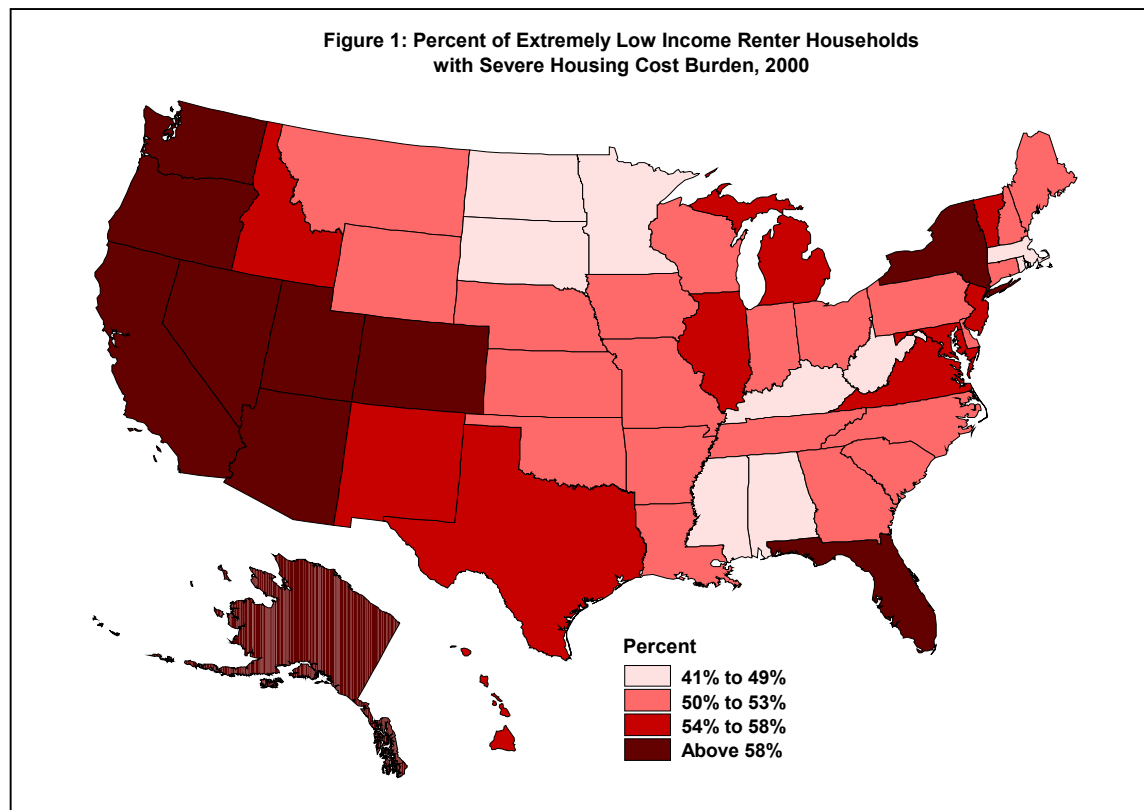 Figure 1: Percent of Extremely Low Income Renter Households
with Severe Housing Cost Burden, 2000
Percent
41% to 49%
50% to 53%
54% to 58%
Above 58%